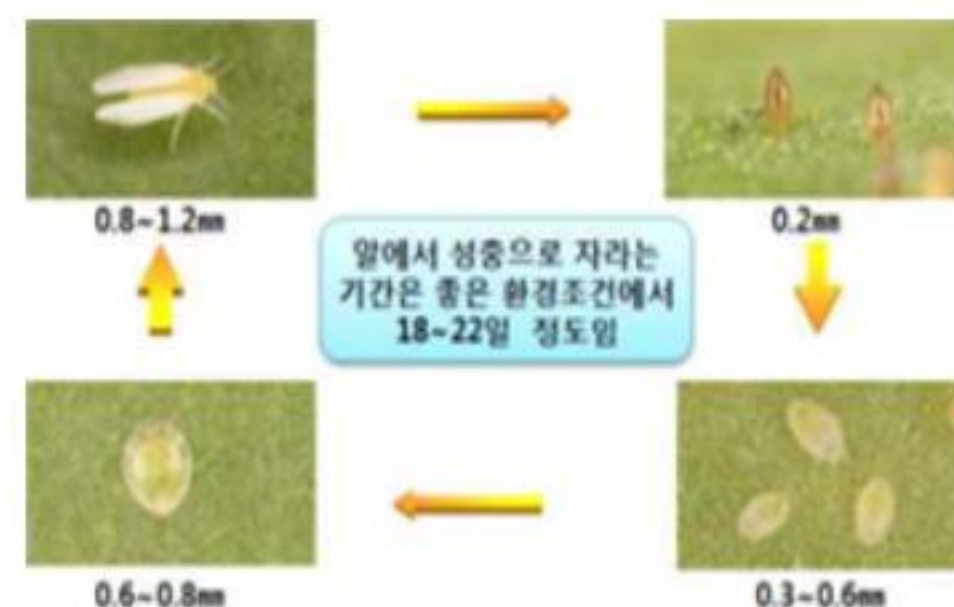 0.8~1.2㎜
0.2㎜
알에서 성충으로 자라는
기간은 좋은 환경조건에서
18~22일 정도임
0.6~0.8㎜
0.3~0.6㎜